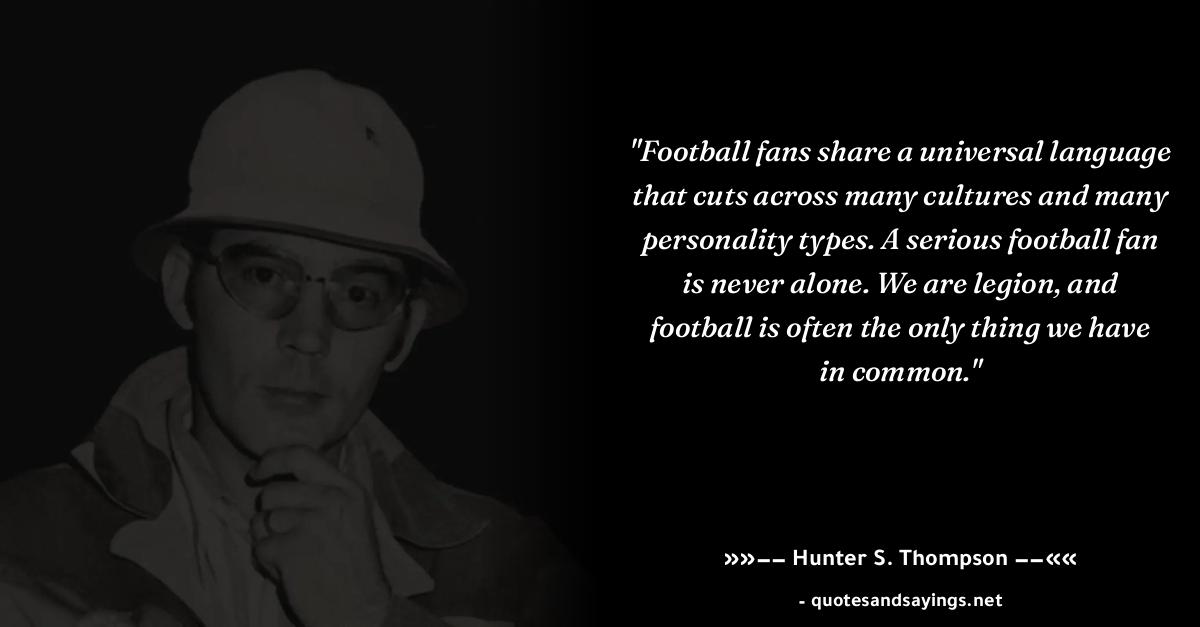 "Football fans share a universal language
that cuts across many cultures and many
personality types. A serious football fan
is never alone. We are legion, and
football is often the only thing we have
in common."
»»–– Hunter S. Thompson ––««
- quotesandsayings.net